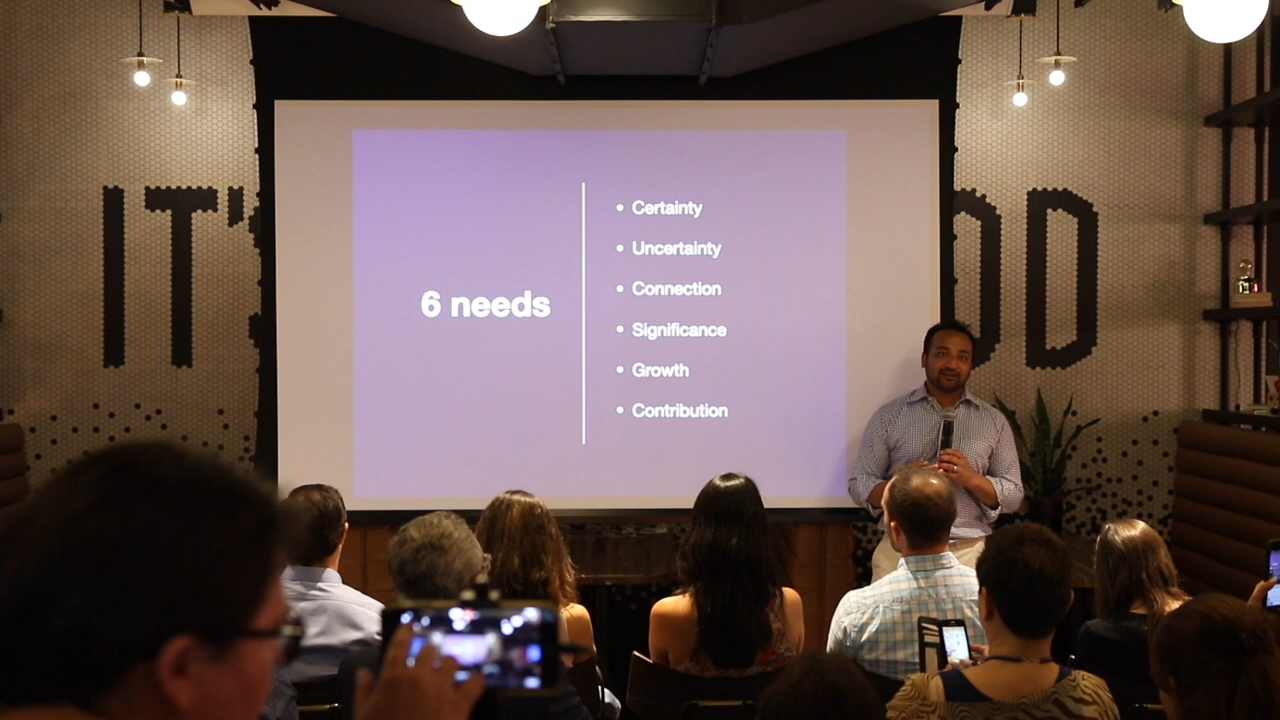 IT'S
OD
6 needs
• Certainty
• Uncertainty
• Connection
• Significance
• Growth
• Contribution